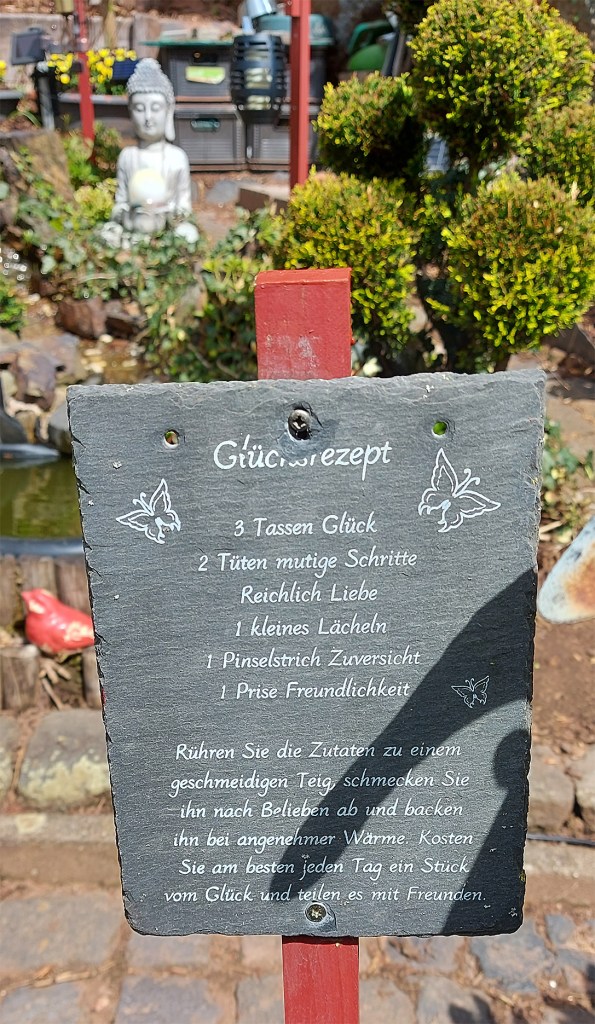 Glücksrezept
3 Tassen Glück
2 Tüten mutige Schritte
Reichlich Liebe
1 kleines Lächeln
1 Pinselstrich Zuversicht
1 Prise Freundlichkeit
Rühren Sie die Zutaten zu einem
geschmeidigen Teig, schmecken Sie
ihn nach Belieben ab und backen
ihn bei angenehmer Wärme. Kosten
Sie am besten jeden Tag ein Stück
vom Glück und teilen es mit Freunden.